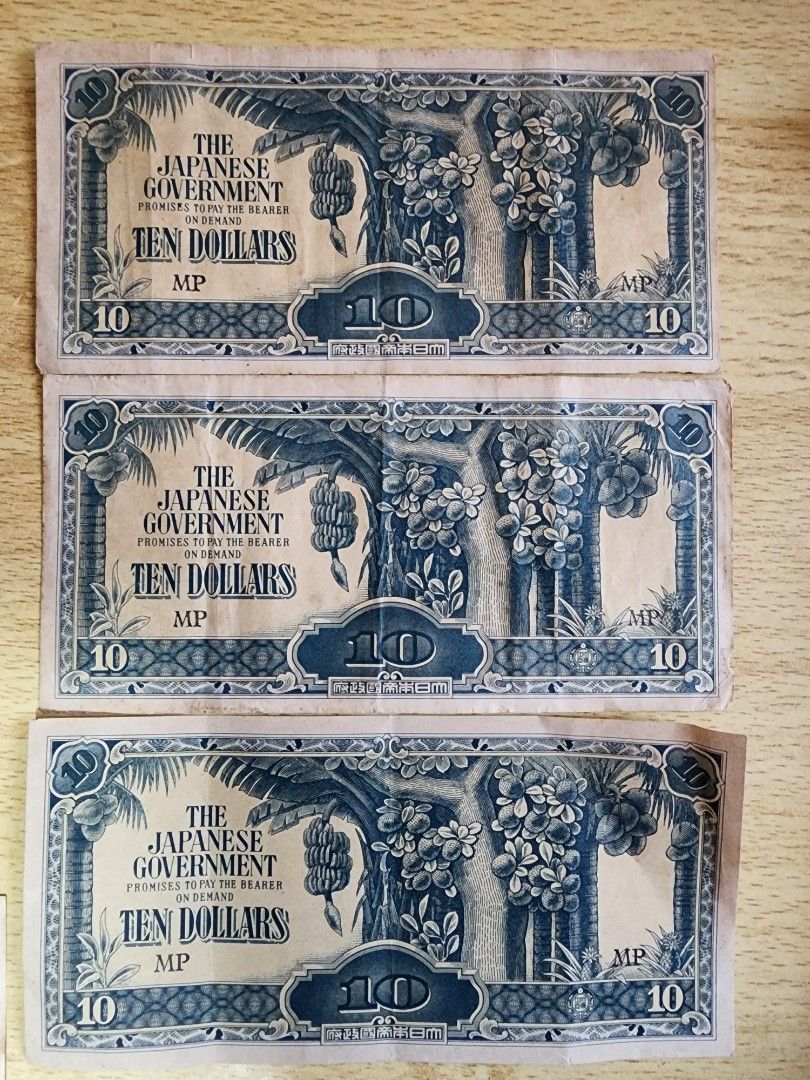 10 10
THE
JAPANESE
GOVERNMENT
PROMISES TO PAY THE BEARER
ON DEMAND
TEN DOLLARS
MP MP
10 10 10
大日本帝國政府
10 10
THE
JAPANESE
GOVERNMENT
PROMISES TO PAY THE BEARER
ON DEMAND
TEN DOLLARS
MP MP
10 10 10
大日本帝國政府
10 10
THE
JAPANESE
GOVERNMENT
PROMISES TO PAY THE BEARER
ON DEMAND
TEN DOLLARS
MP MP
10 10 10
大日本帝國政府